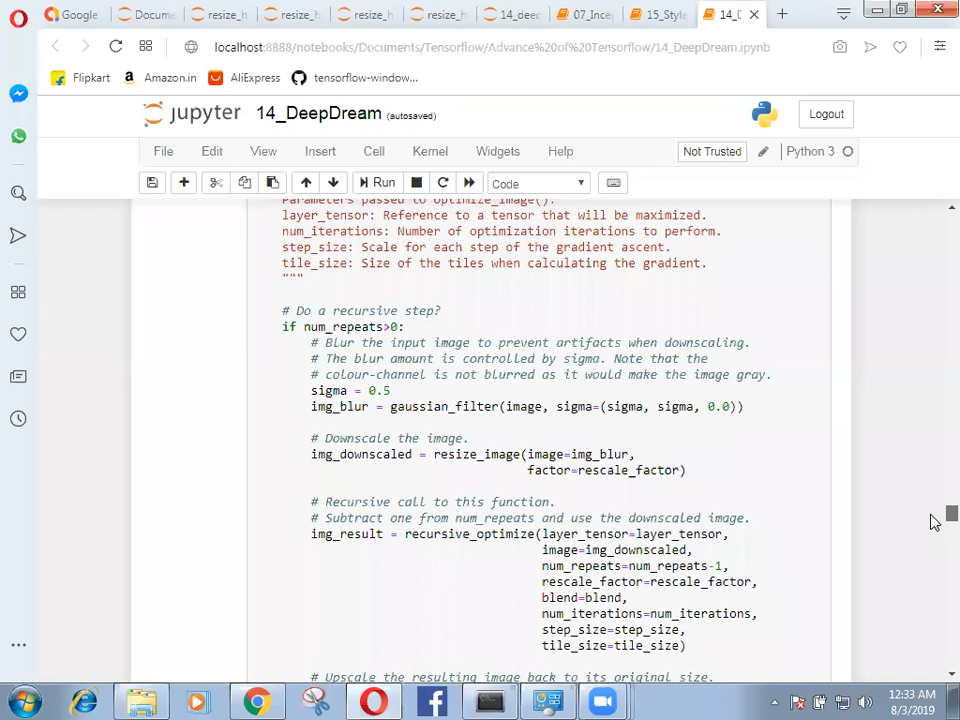 Google
Docume
resize_h
resize_h
resize_h
resize_h
14_deec
07_Ince
15_Style
14_D
localhost:8888/notebooks/Documents/Tensorflow/Advance%20of%20Tensorflow/14_DeepDream.ipynb
Flipkart
Amazon.in
AliExpress
tensorflow-window...
jupyter
14_DeepDream
(autosaved)
Logout
File
Edit
View
Insert
Cell
Kernel
Widgets
Help
Not Trusted
Python 3
Run
Code
Parameters passed to optimize_image():
layer_tensor: Reference to a tensor that will be maximized.
num_iterations: Number of optimization iterations to perform.
step_size: Scale for each step of the gradient ascent.
tile_size: Size of the tiles when calculating the gradient.
"""
# Do a recursive step?
if num_repeats>0:
# Blur the input image to prevent artifacts when downscaling.
# The blur amount is controlled by sigma. Note that the
# colour-channel is not blurred as it would make the image gray.
sigma = 0.5
img_blur = gaussian_filter(image, sigma=(sigma, sigma, 0.0))
# Downscale the image.
img_downscaled = resize_image(image=img_blur,
factor=rescale_factor)
# Recursive call to this function.
# Subtract one from num_repeats and use the downscaled image.
img_result = recursive_optimize(layer_tensor=layer_tensor,
image=img_downscaled,
num_repeats=num_repeats-1,
rescale_factor=rescale_factor,
blend=blend,
num_iterations=num_iterations,
step_size=step_size,
tile_size=tile_size)
# Upscale the resulting image back to its original size.
12:33 AM
8/3/2019